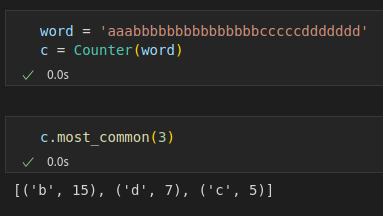 word = 'aaabbbbbbbbbbbbbbbcccccddddddd'
c = Counter(word)
0.0s
c.most_common(3)
0.0s
[('b', 15), ('d', 7), ('c', 5)]